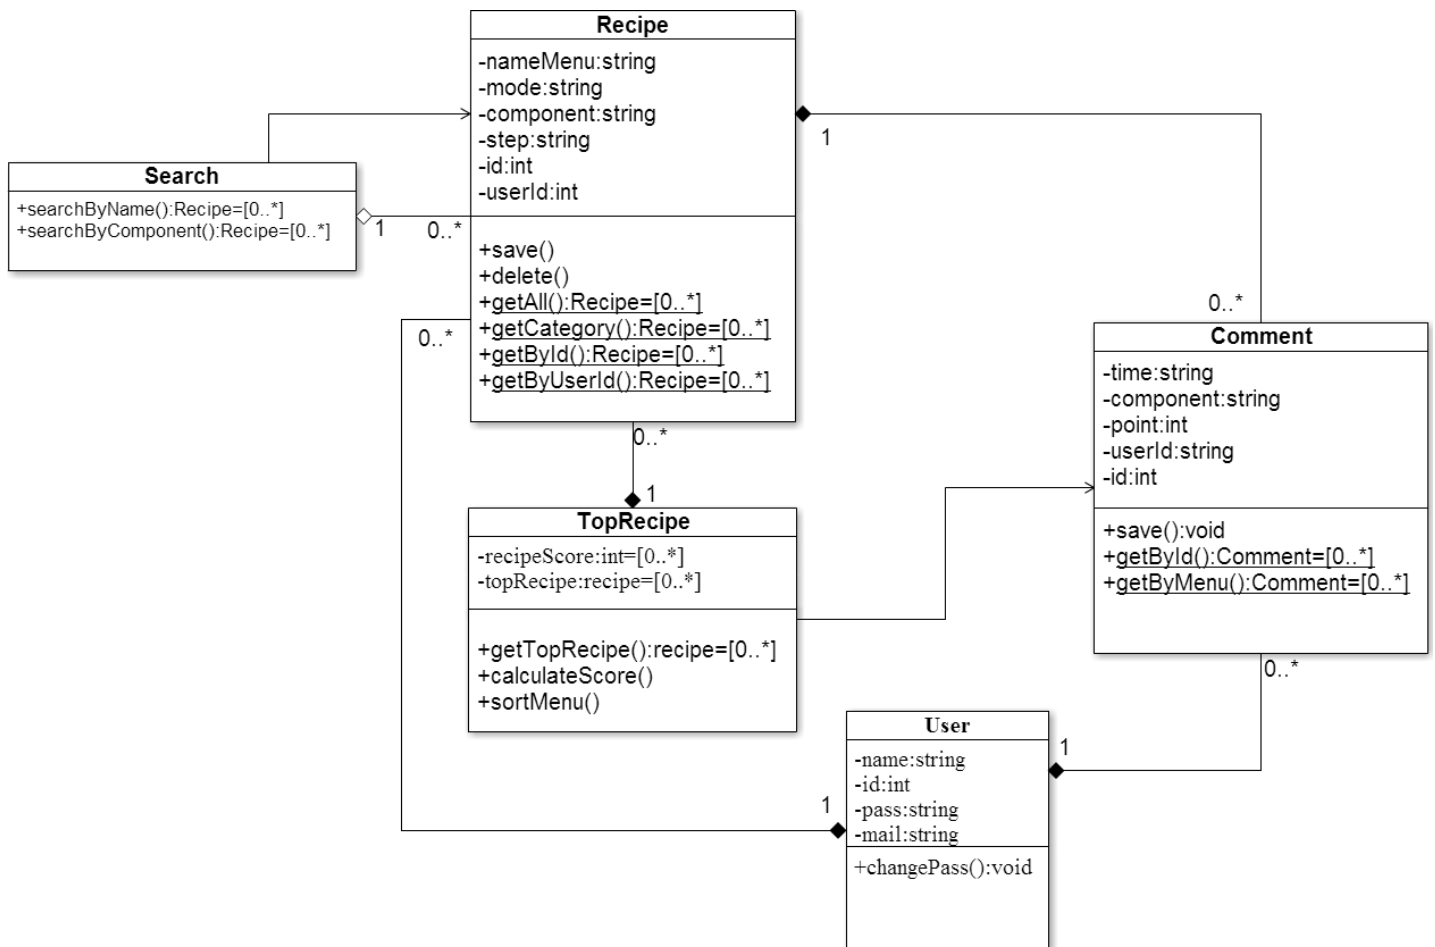 Recipe
-nameMenu:string
-mode:string
-component:string
-step:string
-id:int
-userId:int
+save()
+delete()
+getAll():Recipe=[0..*]
+getCategory():Recipe=[0..*]
+getById():Recipe=[0..*]
+getByUserId():Recipe=[0..*]
1
Search
+searchByName():Recipe=[0..*]
+searchByComponent():Recipe=[0..*]
1
0..*
0..*
0..*
0..*
Comment
-time:string
-component:string
-point:int
-userId:string
-id:int
+save():void
+getById():Comment=[0..*]
+getByMenu():Comment=[0..*]
1
TopRecipe
-recipeScore:int=[0..*]
-topRecipe:recipe=[0..*]
+getTopRecipe():recipe=[0..*]
+calculateScore()
+sortMenu()
0..*
User
-name:string
-id:int
-pass:string
-mail:string
+changePass():void
1
1